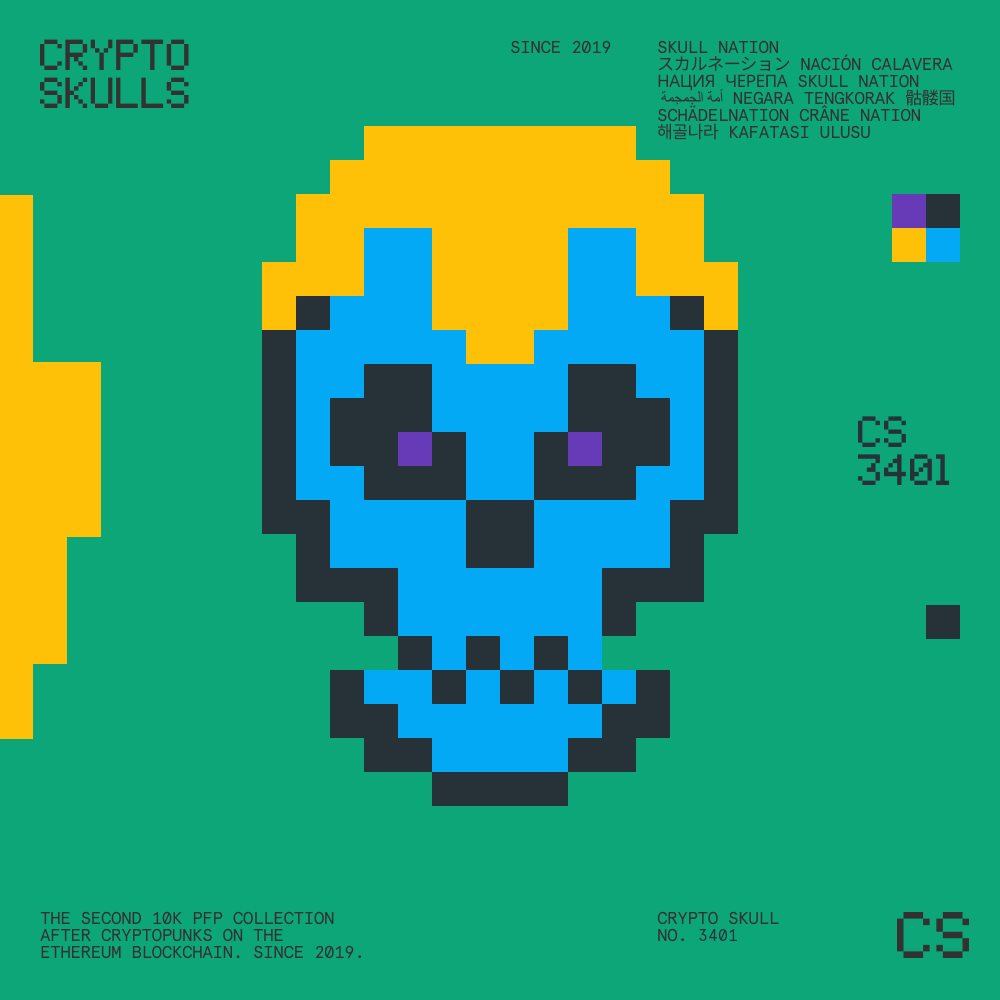 CRYPTO
SKULLS
SINCE 2019
SKULL NATION
スカルネーション NACIÓN CALAVERA
НАЦИЯ ЧЕРЕПА SKULL NATION
أمة الجمجمة NEGARA TENGKORAK 骷髅国
SCHÄDELNATION CRÂNE NATION
해골나라 KAFATASI ULUSU
CS
3401
THE SECOND 10K PFP COLLECTION
AFTER CRYPTOPUNKS ON THE
ETHEREUM BLOCKCHAIN. SINCE 2019.
CRYPTO SKULL
NO. 3401
CS